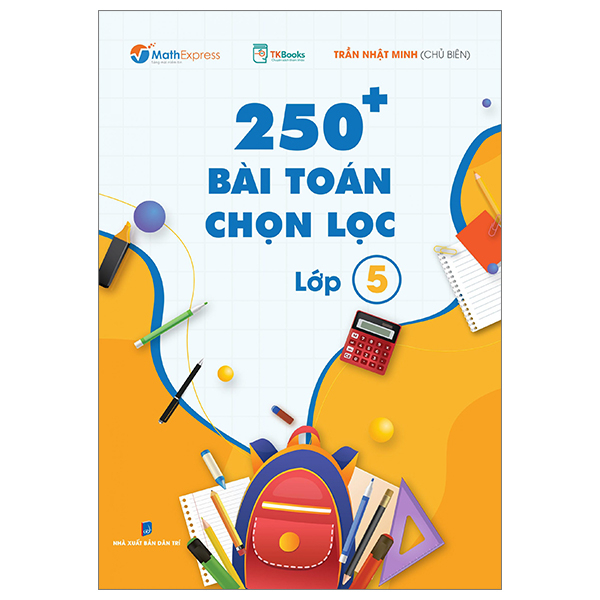 MathExpress
TKBooks
TRẦN NHẬT MINH (CHỦ BIÊN)
250+
BÀI TOÁN
CHỌN LỌC
Lớp 5
NHÀ XUẤT BẢN DÂN TRÍ